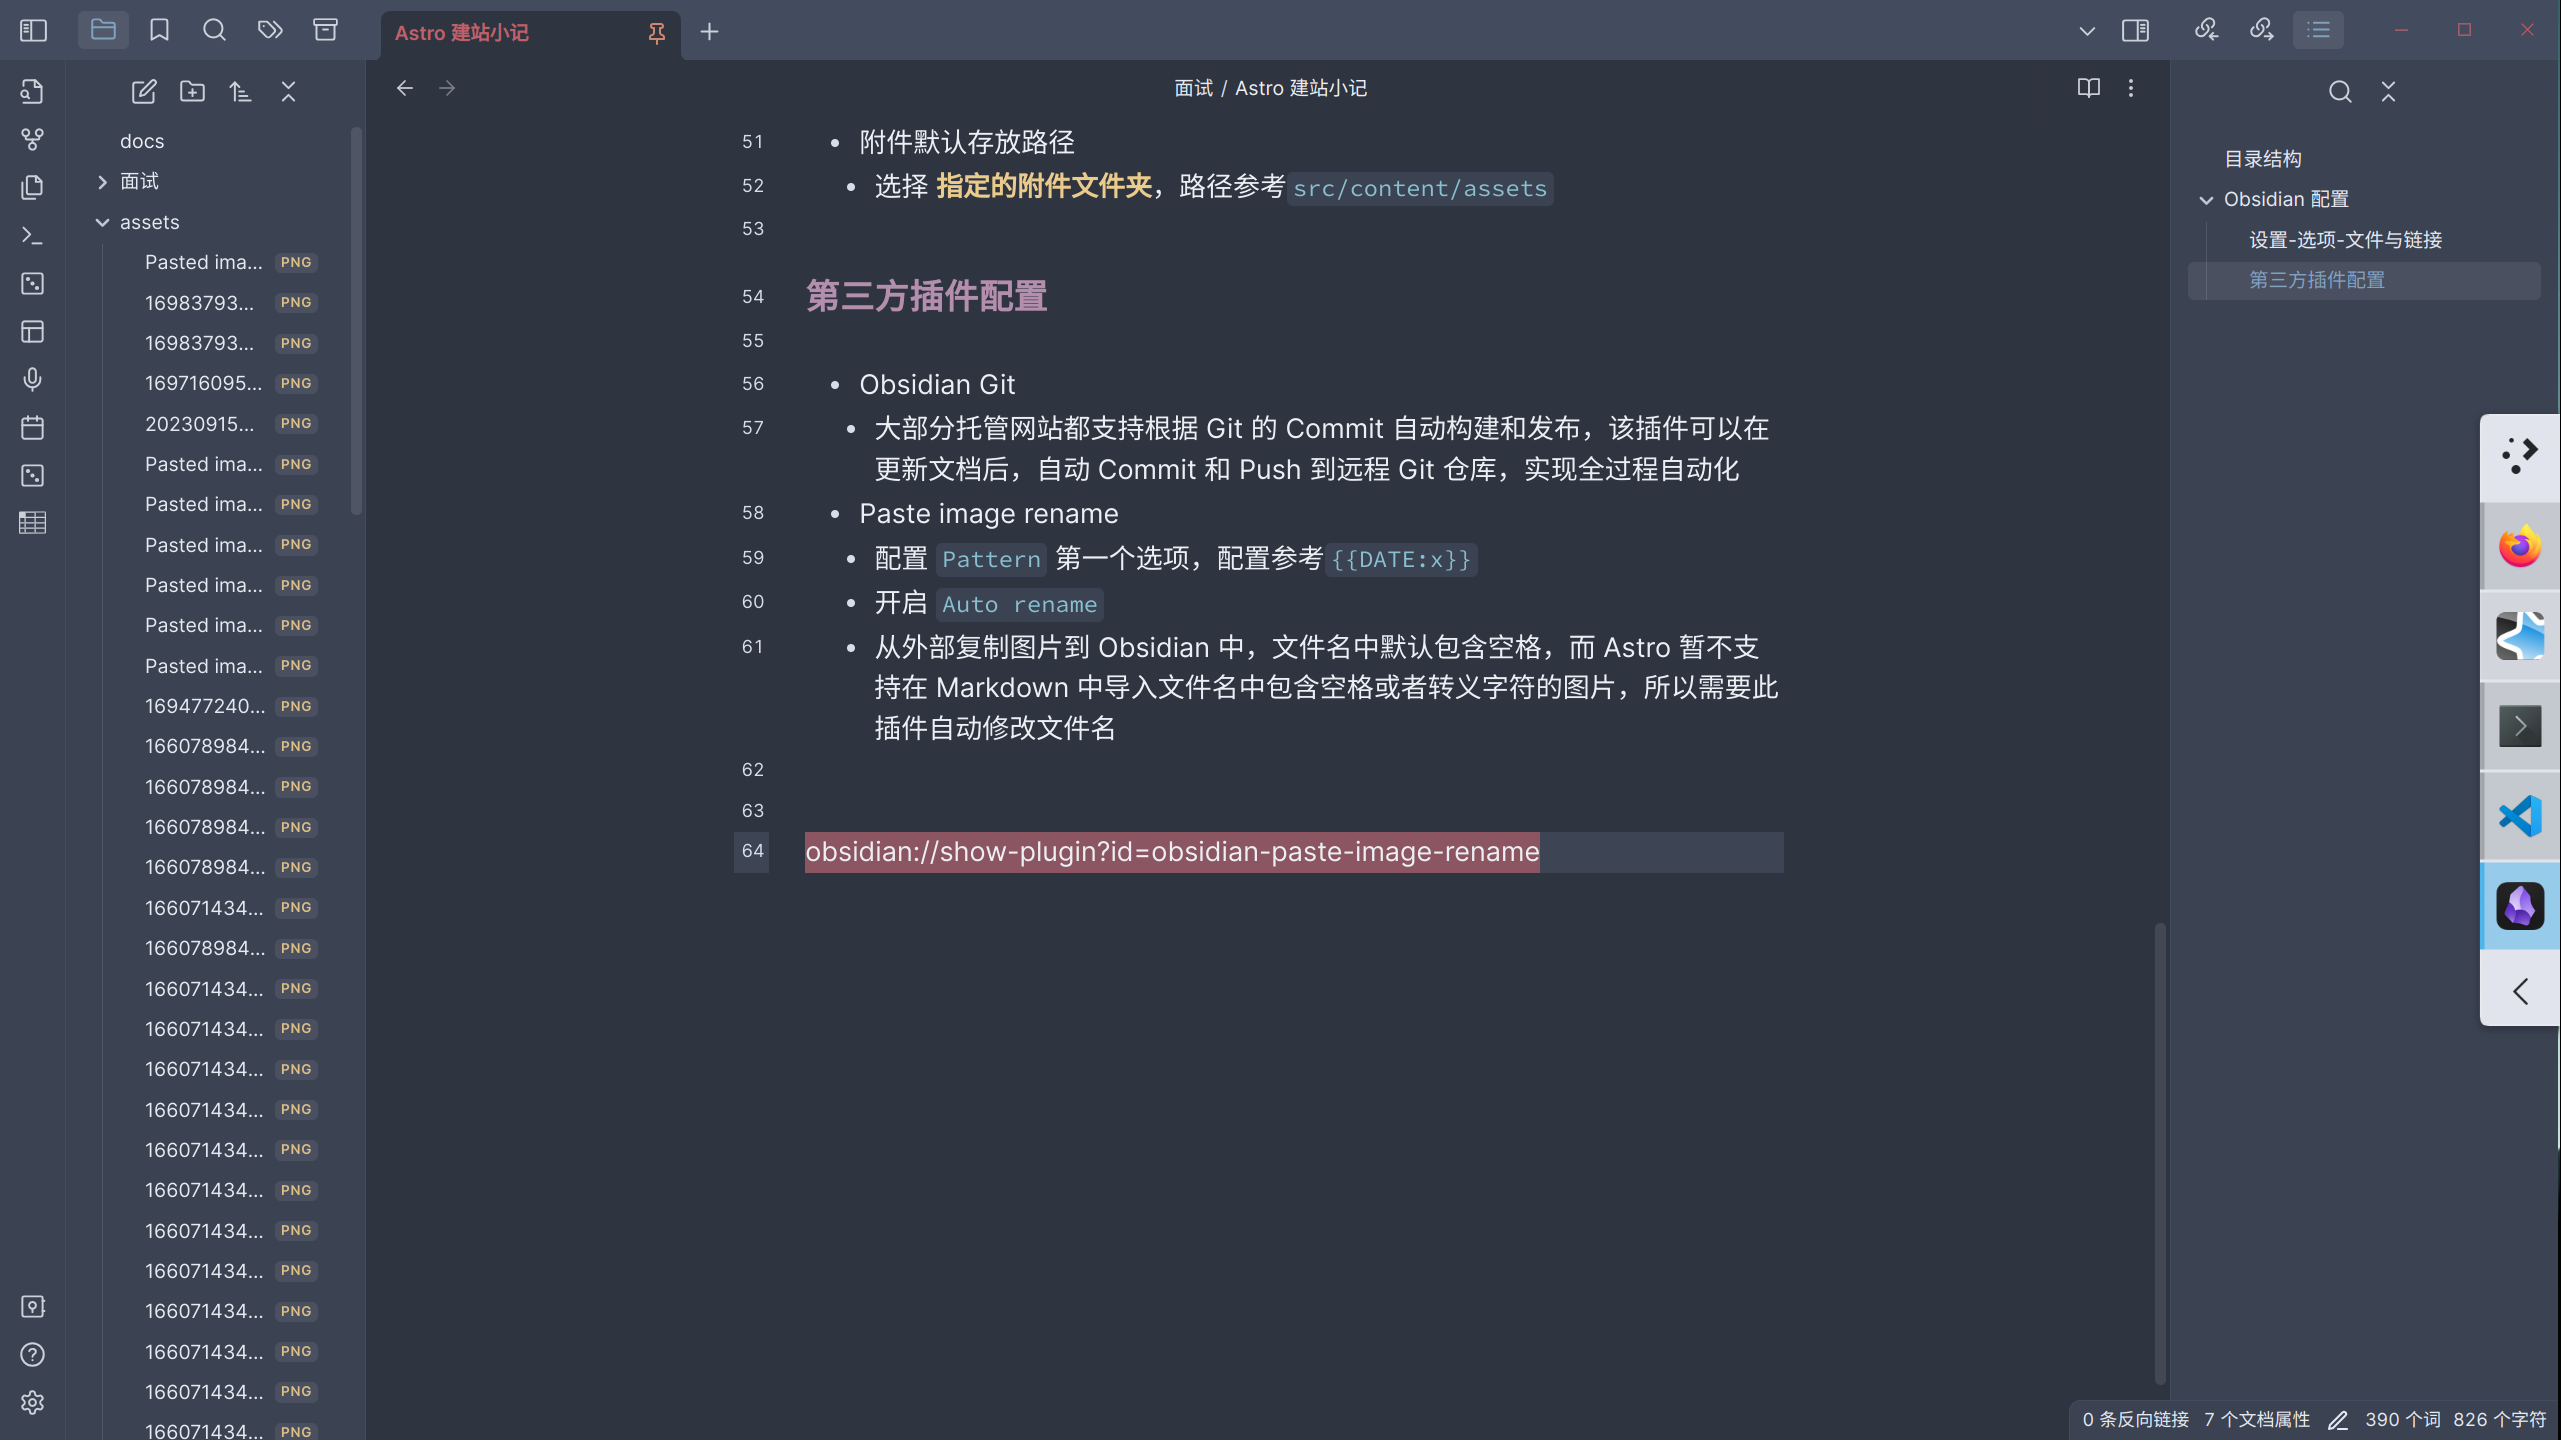 Astro 建站小记
面试 / Astro 建站小记
docs
面试
assets
Pasted ima... PNG
16983793... PNG
16983793... PNG
169716095... PNG
20230915... PNG
Pasted ima... PNG
Pasted ima... PNG
Pasted ima... PNG
Pasted ima... PNG
Pasted ima... PNG
Pasted ima... PNG
169477240... PNG
166078984... PNG
166078984... PNG
166078984... PNG
166078984... PNG
166071434... PNG
166078984... PNG
166071434... PNG
166071434... PNG
166071434... PNG
166071434... PNG
166071434... PNG
166071434... PNG
166071434... PNG
166071434... PNG
166071434... PNG
166071434... PNG
166071434... PNG
166071434... PNG
51 • 附件默认存放路径
52 • 选择 指定的附件文件夹，路径参考 src/content/assets
53
54 第三方插件配置
55
56 • Obsidian Git
57 • 大部分托管网站都支持根据 Git 的 Commit 自动构建和发布，该插件可以在
更新文档后，自动 Commit 和 Push 到远程 Git 仓库，实现全过程自动化
58 • Paste image rename
59 • 配置 Pattern 第一个选项，配置参考 {{DATE:x}}
60 • 开启 Auto rename
61 • 从外部复制图片到 Obsidian 中，文件名中默认包含空格，而 Astro 暂不支
持在 Markdown 中导入文件名中包含空格或者转义字符的图片，所以需要此
插件自动修改文件名
62
63
64 obsidian://show-plugin?id=obsidian-paste-image-rename
目录结构
Obsidian 配置
设置-选项-文件与链接
第三方插件配置
0 条反向链接 7 个文档属性 390 个词 826 个字符